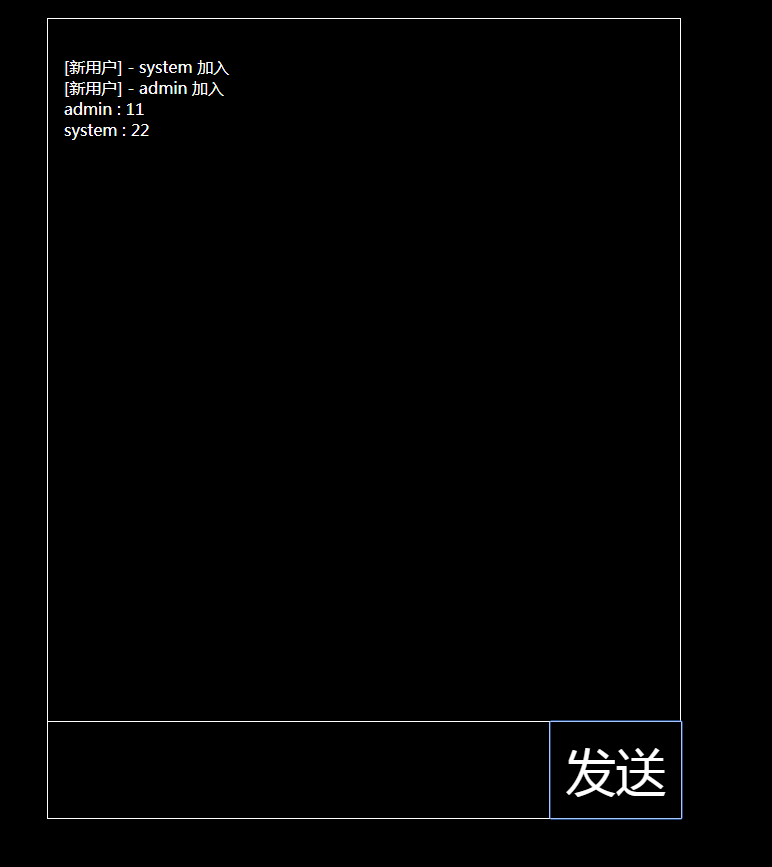 [新用户] - system 加入
[新用户] - admin 加入
admin : 11
system : 22
发送